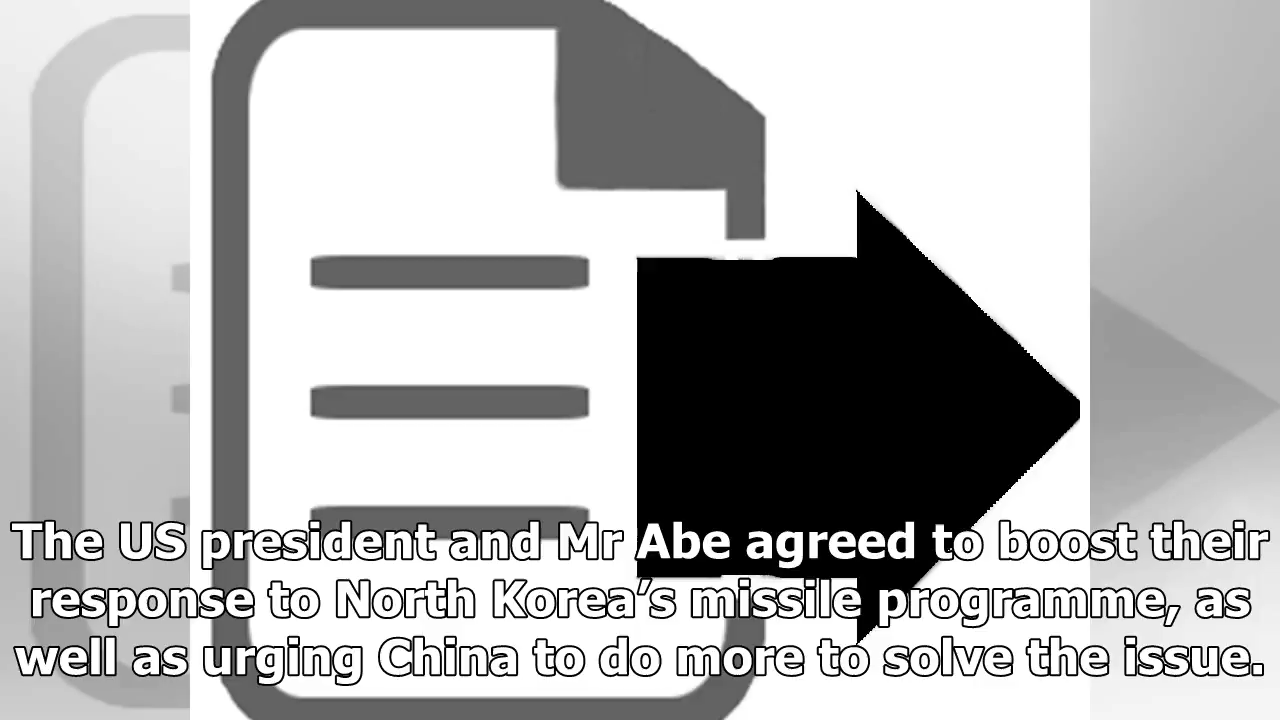 The US president and Mr Abe agreed to boost their
response to North Korea’s missile programme, as
well as urging China to do more to solve the issue.